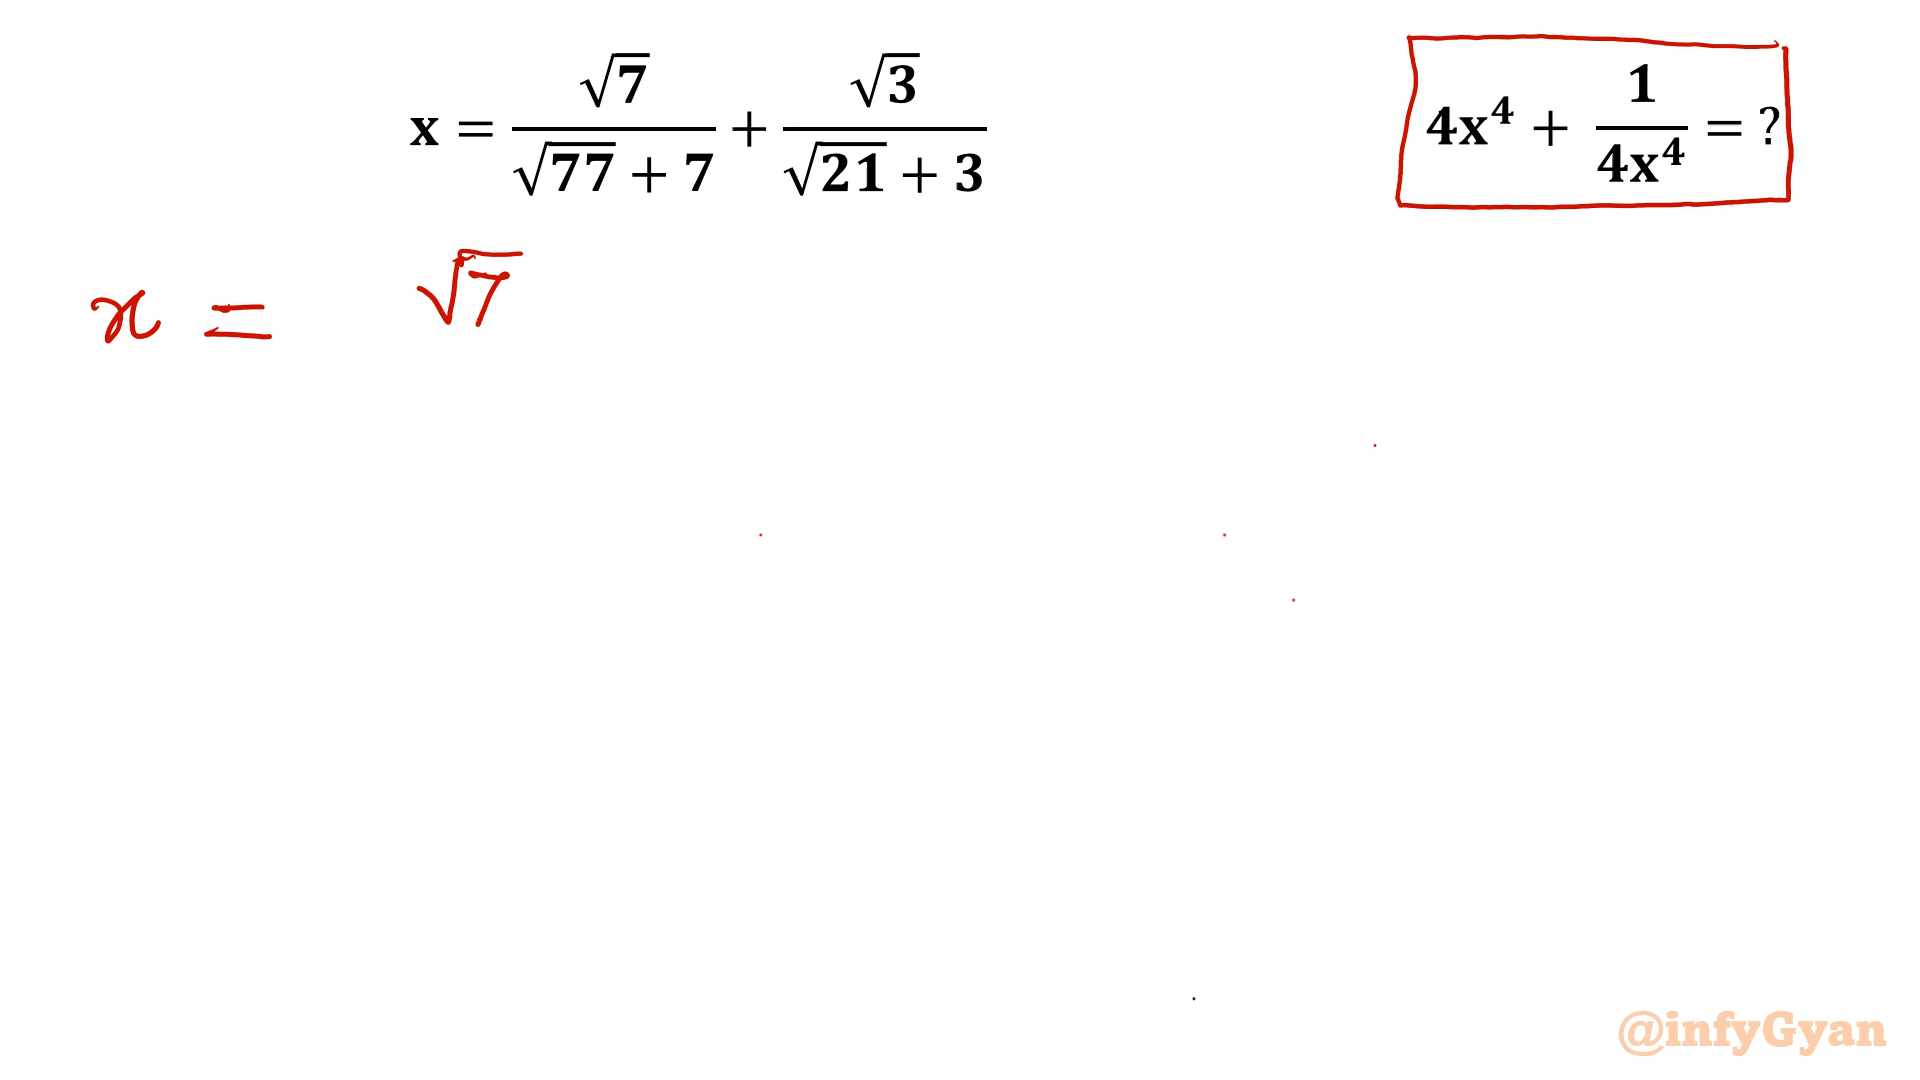 x = √7/(√77 + 7) + √3/(√21 + 3)
4x⁴ + 1/(4x⁴) = ?
x = √7
@infyGyan